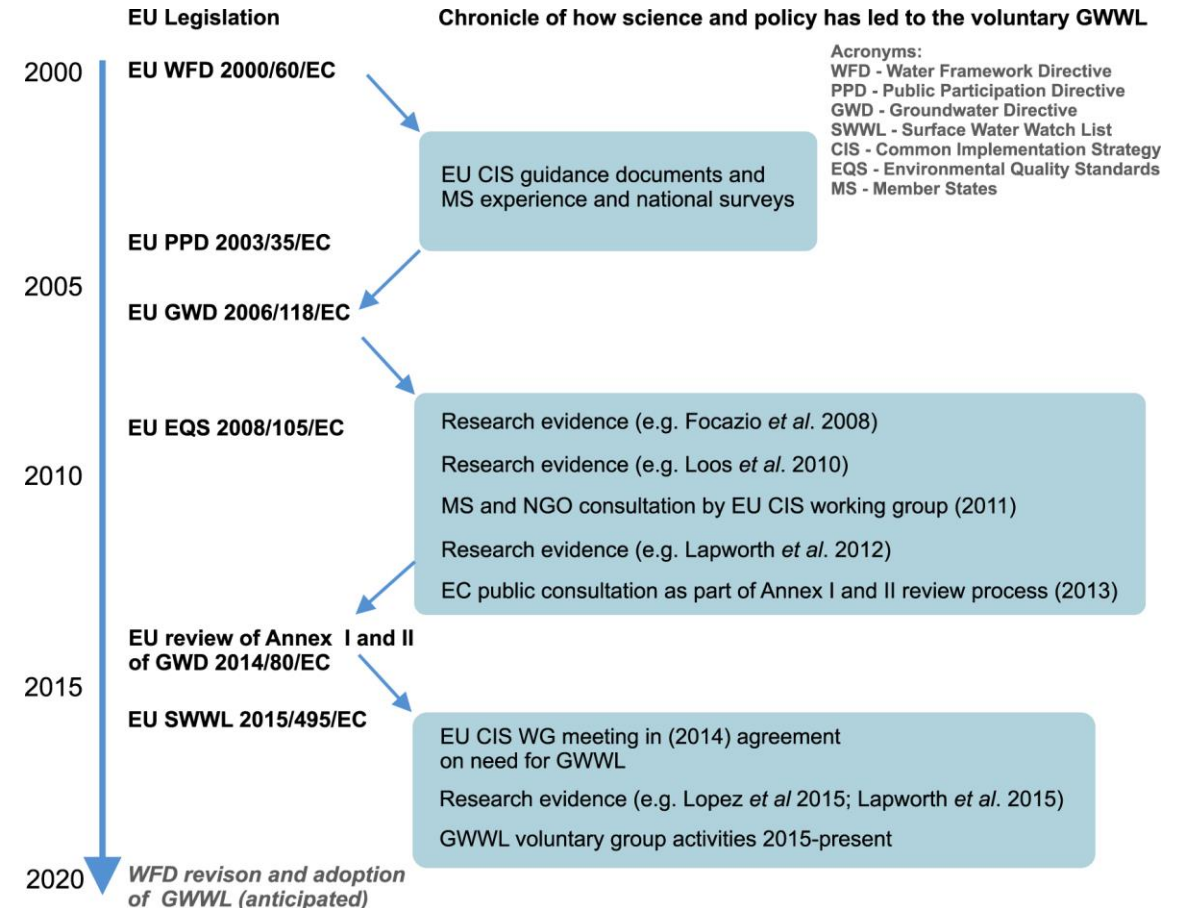 EU Legislation
Chronicle of how science and policy has led to the voluntary GWWL
Acronyms:
WFD - Water Framework Directive
PPD - Public Participation Directive
GWD - Groundwater Directive
SWWL - Surface Water Watch List
CIS - Common Implementation Strategy
EQS - Environmental Quality Standards
MS - Member States
2000
EU WFD 2000/60/EC
EU CIS guidance documents and
MS experience and national surveys
EU PPD 2003/35/EC
2005
EU GWD 2006/118/EC
EU EQS 2008/105/EC
Research evidence (e.g. Focazio et al. 2008)
Research evidence (e.g. Loos et al. 2010)
2010
MS and NGO consultation by EU CIS working group (2011)
Research evidence (e.g. Lapworth et al. 2012)
EC public consultation as part of Annex I and II review process (2013)
EU review of Annex I and II
of GWD 2014/80/EC
2015
EU SWWL 2015/495/EC
EU CIS WG meeting in (2014) agreement
on need for GWWL
Research evidence (e.g. Lopez et al 2015; Lapworth et al. 2015)
GWWL voluntary group activities 2015-present
2020
WFD revison and adoption
of GWWL (anticipated)